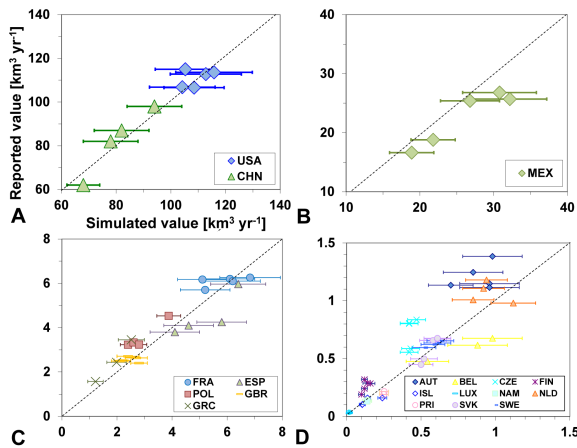 Reported value [km³ yr⁻¹]
140
120
100
80
60
60 80 100 120 140
USA
CHN
A
Simulated value [km³ yr⁻¹]
40
30
20
10
10 20 30 40
MEX
B
8
6
4
2
0
0 2 4 6 8
FRA ESP
POL GBR
GRC
C
1.5
1
0.5
0
0 0.5 1 1.5
AUT BEL CZE FIN
ISL LUX NAM NLD
PRI SVK SWE
D